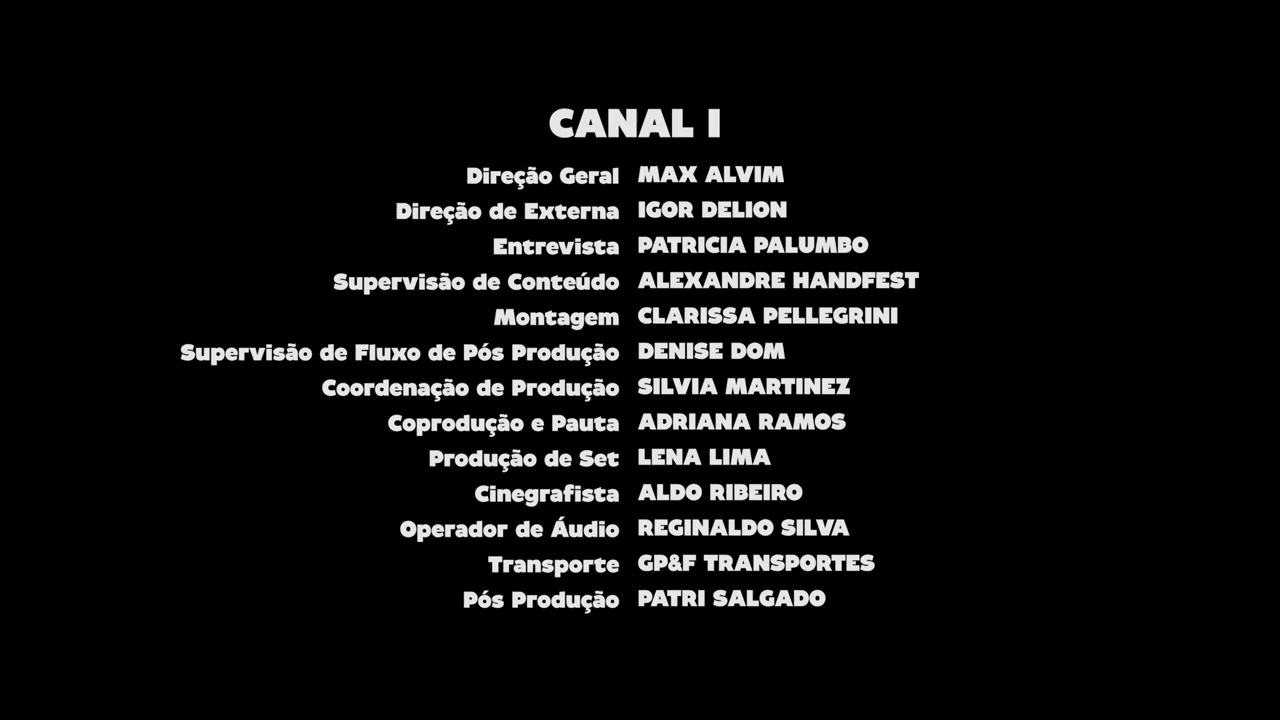 CANAL I
Direção Geral MAX ALVIM
Direção de Externa IGOR DELION
Entrevista PATRICIA PALUMBO
Supervisão de Conteúdo ALEXANDRE HANDFEST
Montagem CLARISSA PELLEGRINI
Supervisão de Fluxo de Pós Produção DENISE DOM
Coordenação de Produção SILVIA MARTINEZ
Coprodução e Pauta ADRIANA RAMOS
Produção de Set LENA LIMA
Cinegrafista ALDO RIBEIRO
Operador de Áudio REGINALDO SILVA
Transporte GP&F TRANSPORTES
Pós Produção PATRI SALGADO